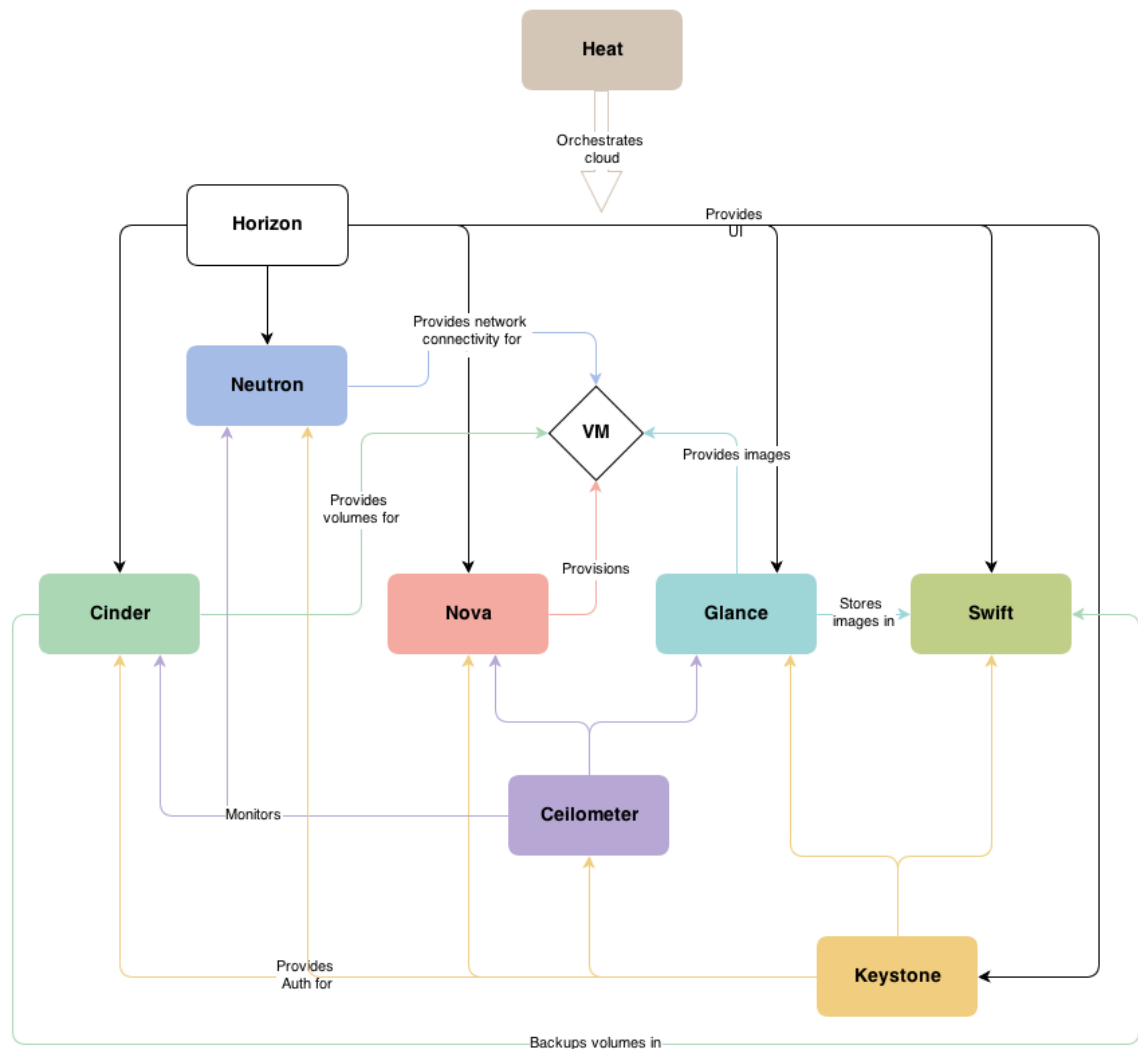 Heat
Orchestrates
cloud
Horizon
Provides
UI
Provides network
connectivity for
Neutron
VM
Provides images
Provides
volumes for
Provisions
Cinder
Nova
Glance
Stores
images in
Swift
Ceilometer
Monitors
Provides
Auth for
Keystone
Backups volumes in